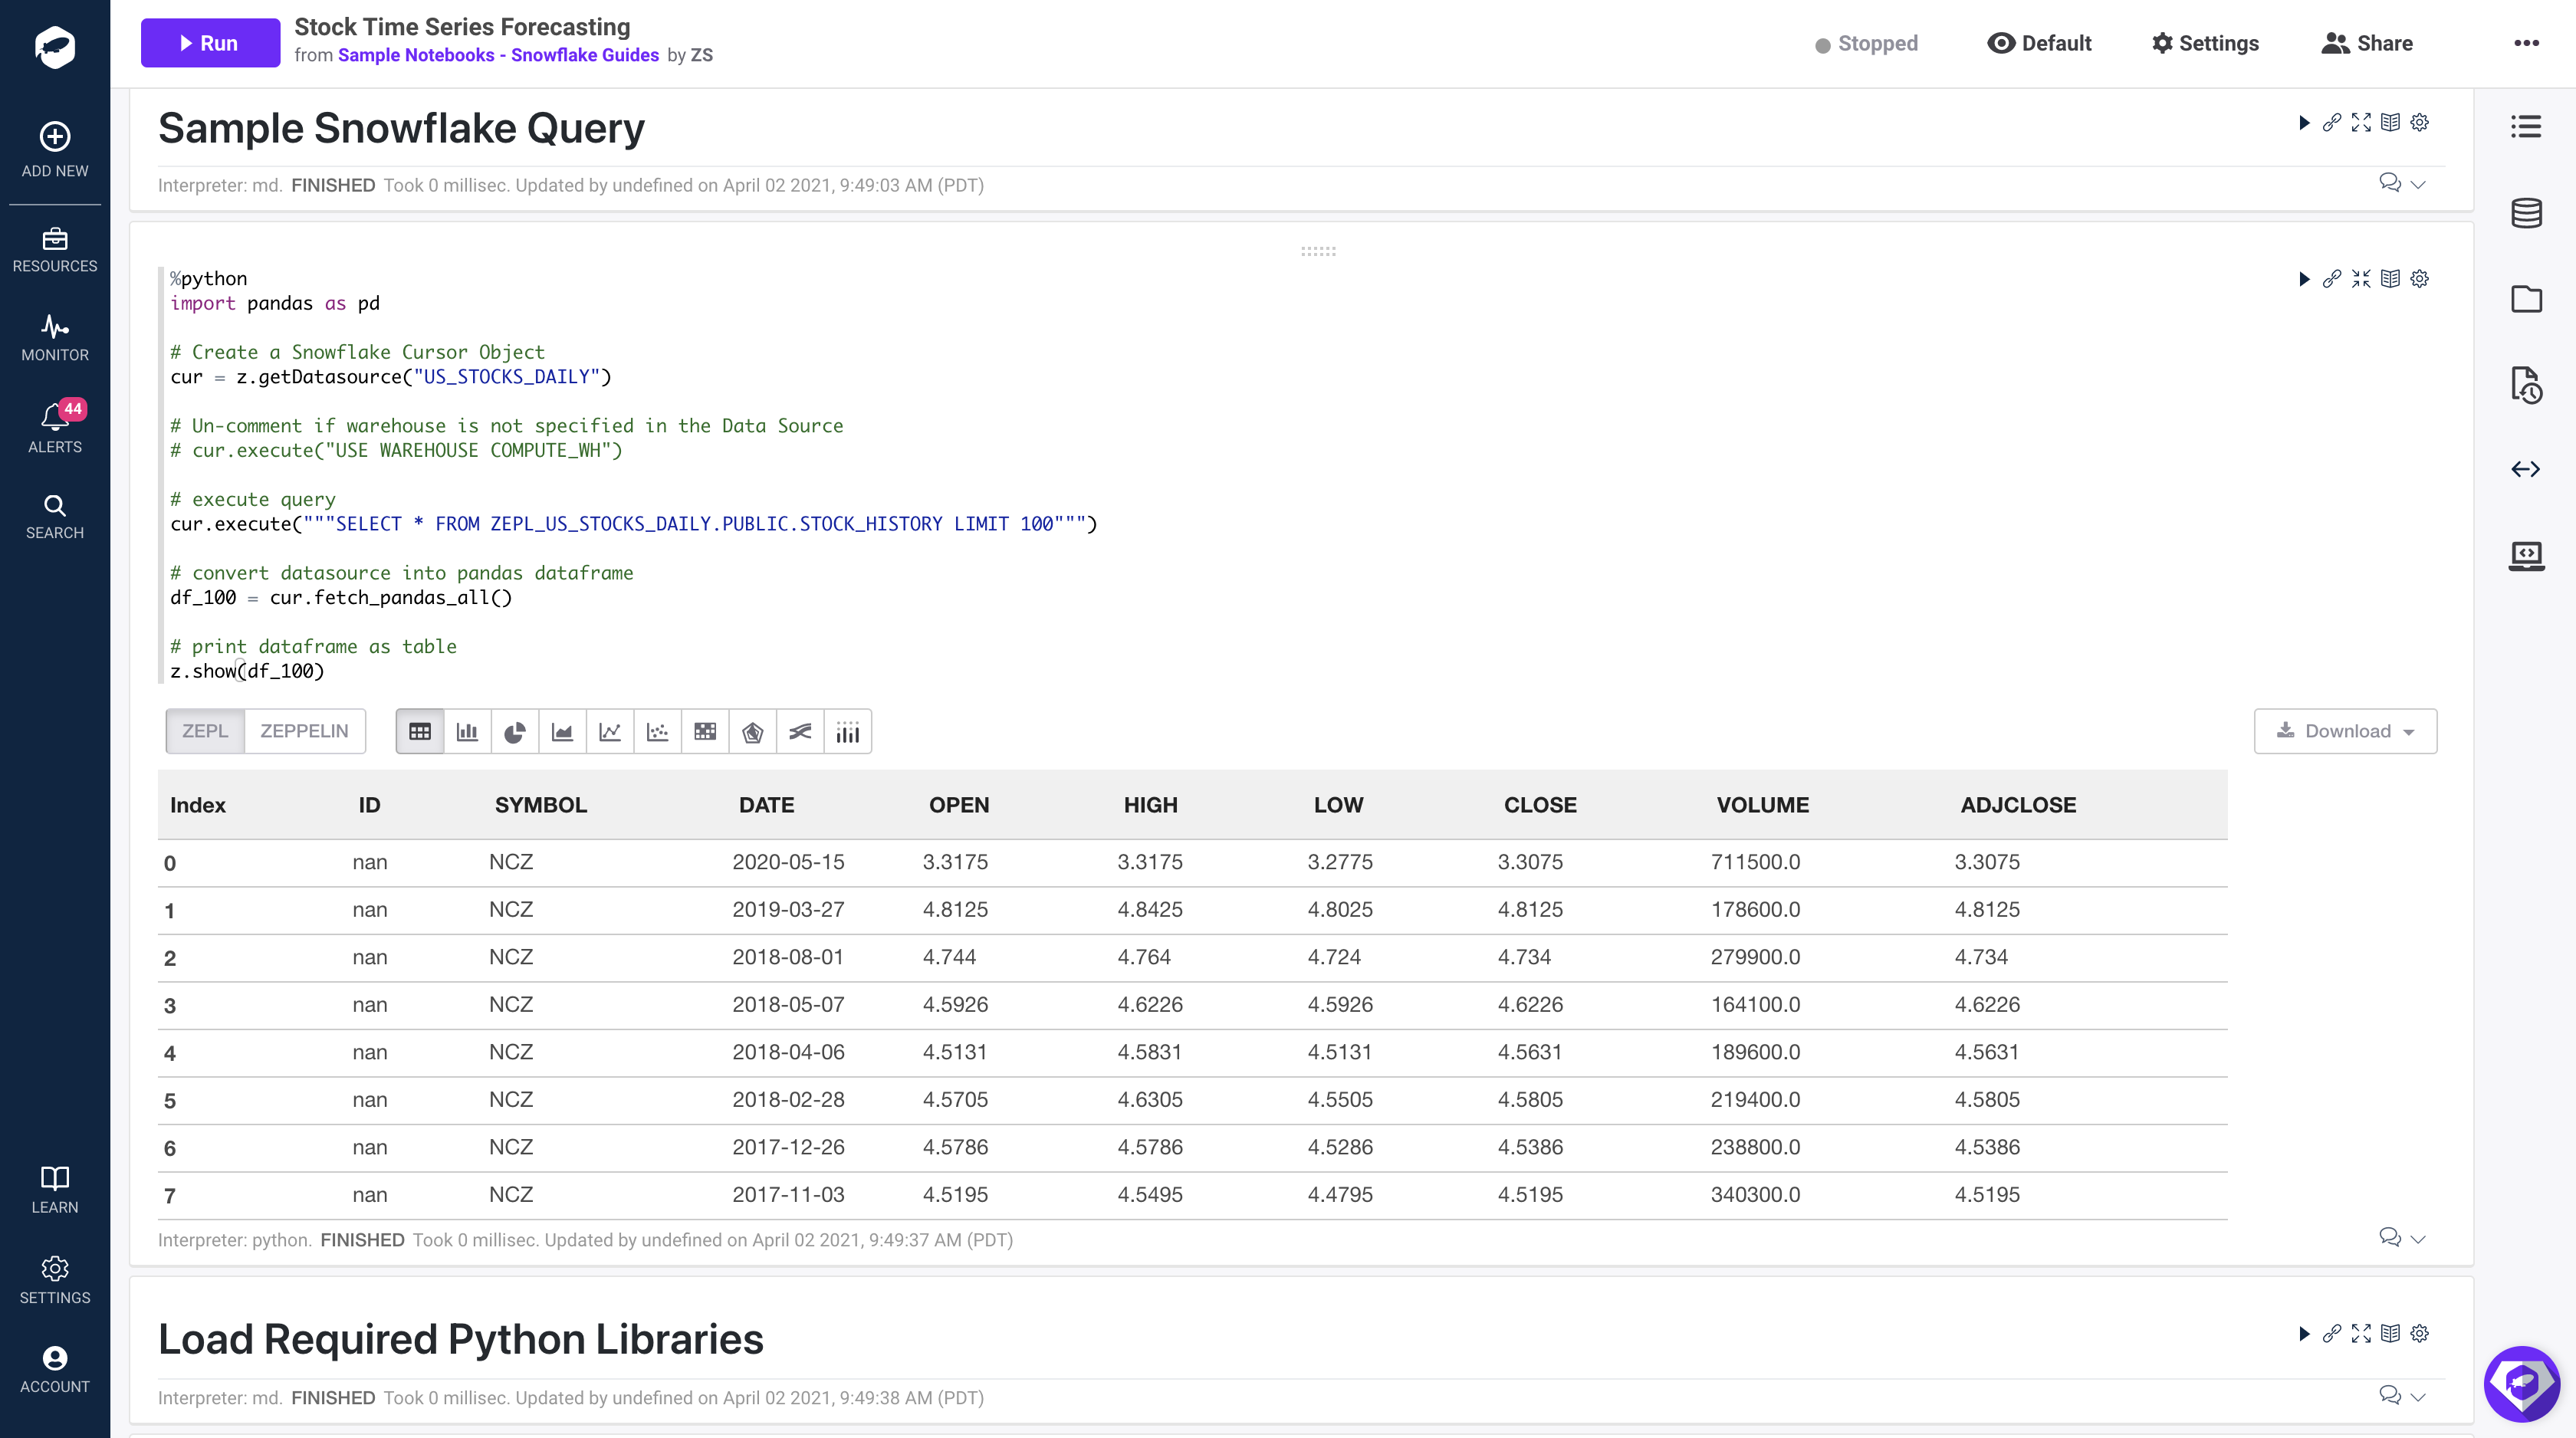 Run
Stock Time Series Forecasting
from Sample Notebooks - Snowflake Guides by ZS
Stopped
Default
Settings
Share
ADD NEW
RESOURCES
MONITOR
44
ALERTS
SEARCH
LEARN
SETTINGS
ACCOUNT
Sample Snowflake Query
Interpreter: md. FINISHED Took 0 millisec. Updated by undefined on April 02 2021, 9:49:03 AM (PDT)
%python
import pandas as pd
# Create a Snowflake Cursor Object
cur = z.getDatasource("US_STOCKS_DAILY")
# Un-comment if warehouse is not specified in the Data Source
# cur.execute("USE WAREHOUSE COMPUTE_WH")
# execute query
cur.execute("""SELECT * FROM ZEPL_US_STOCKS_DAILY.PUBLIC.STOCK_HISTORY LIMIT 100""")
# convert datasource into pandas dataframe
df_100 = cur.fetch_pandas_all()
# print dataframe as table
z.show(df_100)
ZEPL ZEPPELIN
Download
Index ID SYMBOL DATE OPEN HIGH LOW CLOSE VOLUME ADJCLOSE
0 nan NCZ 2020-05-15 3.3175 3.3175 3.2775 3.3075 711500.0 3.3075
1 nan NCZ 2019-03-27 4.8125 4.8425 4.8025 4.8125 178600.0 4.8125
2 nan NCZ 2018-08-01 4.744 4.764 4.724 4.734 279900.0 4.734
3 nan NCZ 2018-05-07 4.5926 4.6226 4.5926 4.6226 164100.0 4.6226
4 nan NCZ 2018-04-06 4.5131 4.5831 4.5131 4.5631 189600.0 4.5631
5 nan NCZ 2018-02-28 4.5705 4.6305 4.5505 4.5805 219400.0 4.5805
6 nan NCZ 2017-12-26 4.5786 4.5786 4.5286 4.5386 238800.0 4.5386
7 nan NCZ 2017-11-03 4.5195 4.5495 4.4795 4.5195 340300.0 4.5195
Interpreter: python. FINISHED Took 0 millisec. Updated by undefined on April 02 2021, 9:49:37 AM (PDT)
Load Required Python Libraries
Interpreter: md. FINISHED Took 0 millisec. Updated by undefined on April 02 2021, 9:49:38 AM (PDT)